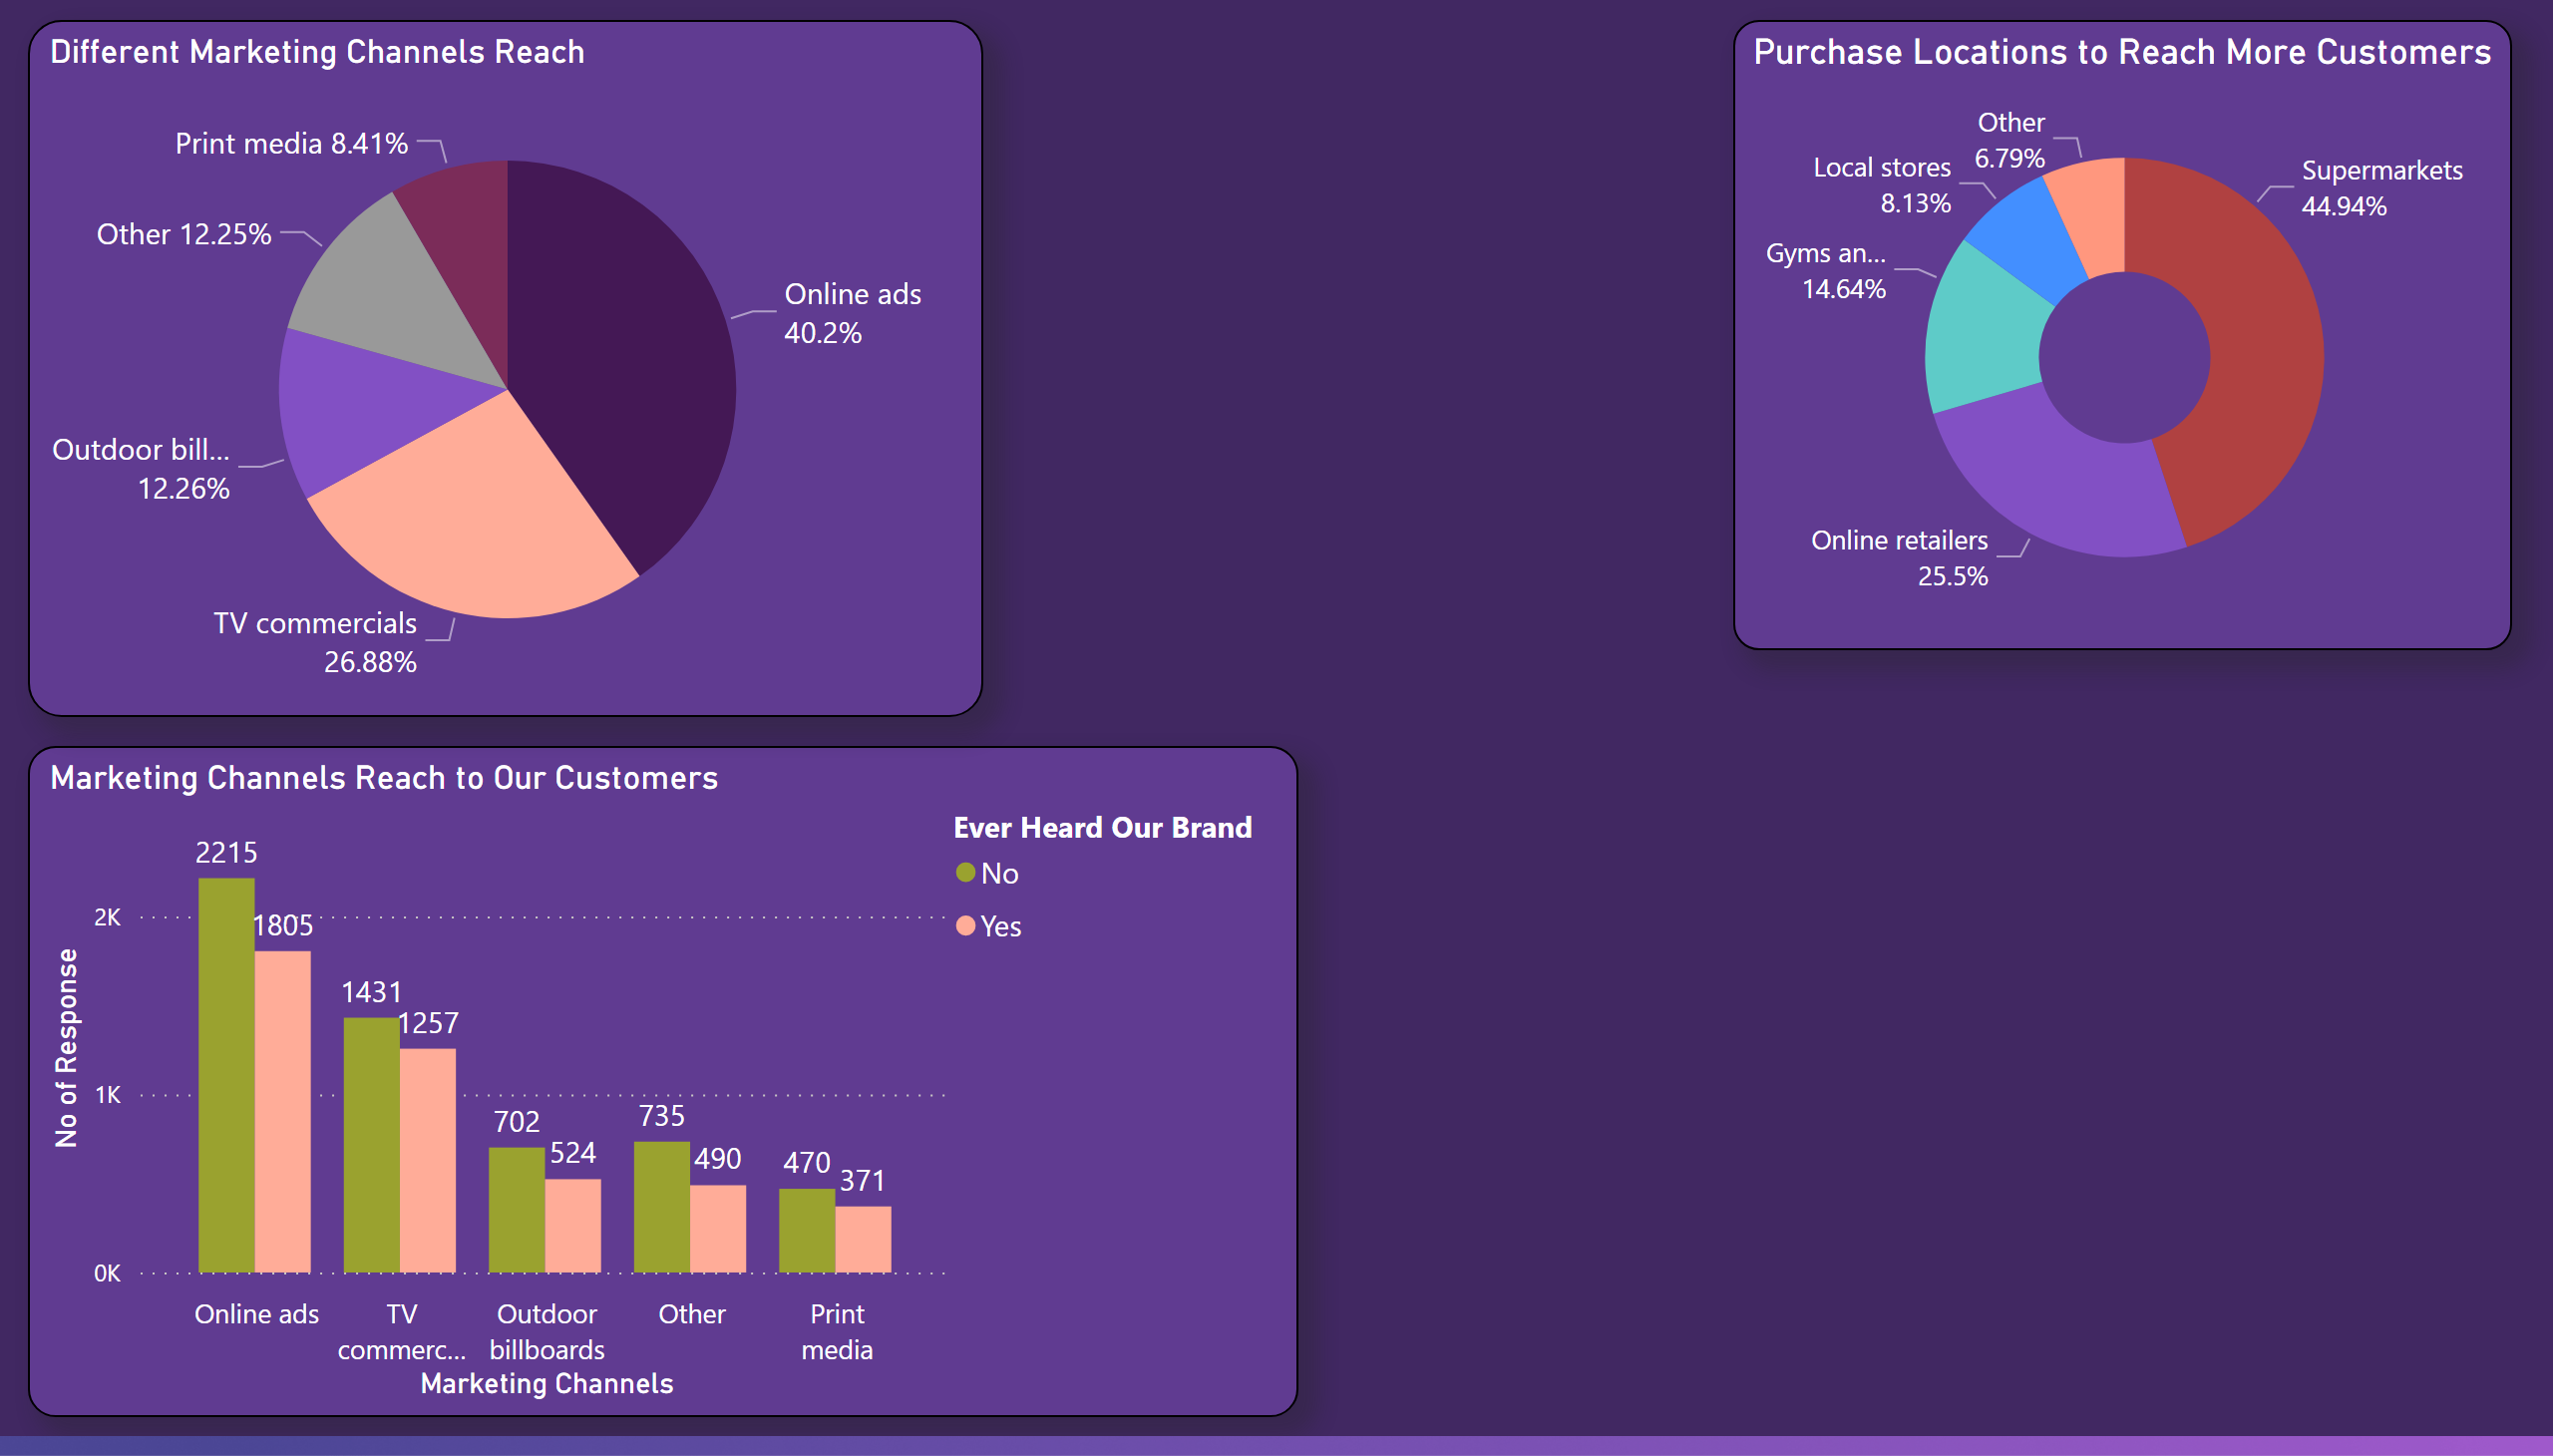 Different Marketing Channels Reach
Print media 8.41%
Other 12.25%
Online ads
40.2%
Outdoor bill...
12.26%
TV commercials
26.88%
Purchase Locations to Reach More Customers
Other
6.79%
Local stores
8.13%
Supermarkets
44.94%
Gyms an...
14.64%
Online retailers
25.5%
Marketing Channels Reach to Our Customers
Ever Heard Our Brand
No
Yes
No of Response
2K
1K
0K
2215
1805
1431
1257
702
524
735
490
470
371
Online ads
TV
commerc...
Outdoor
billboards
Other
Print
media
Marketing Channels